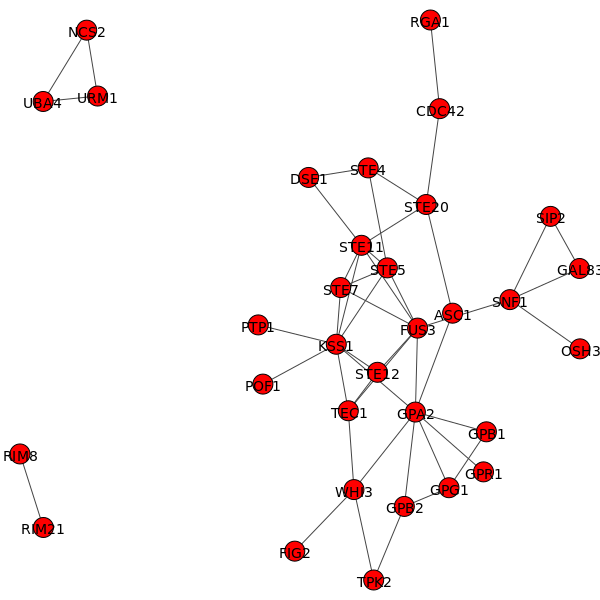 RGA1
NCS2
UBA4
URM1
CDC42
STE4
DSE1
STE20
SIP2
STE11
STE5
GAL83
STE7
SNF1
ASC1
PTP1
FUS3
KSS1
OSH3
STE12
POF1
TEC1
GPA2
GPB1
RIM8
GPR1
WHI3
GPG1
GPB2
RIM21
FIG2
TPK2